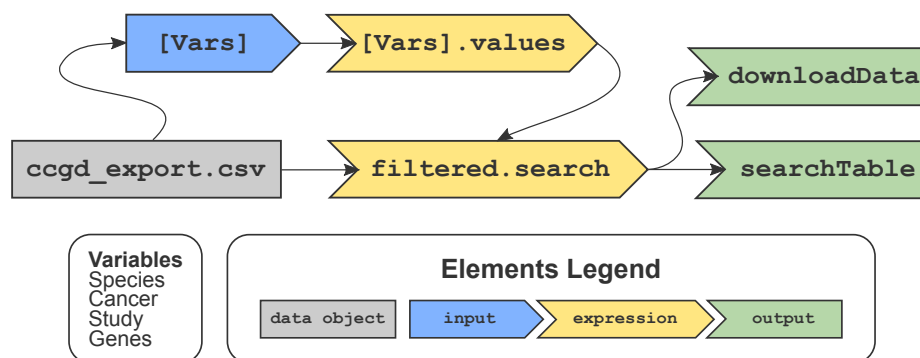 [Vars]
[Vars].values
downloadData
ccgd_export.csv
filtered.search
searchTable
Variables
Species
Cancer
Study
Genes
Elements Legend
data object
input
expression
output